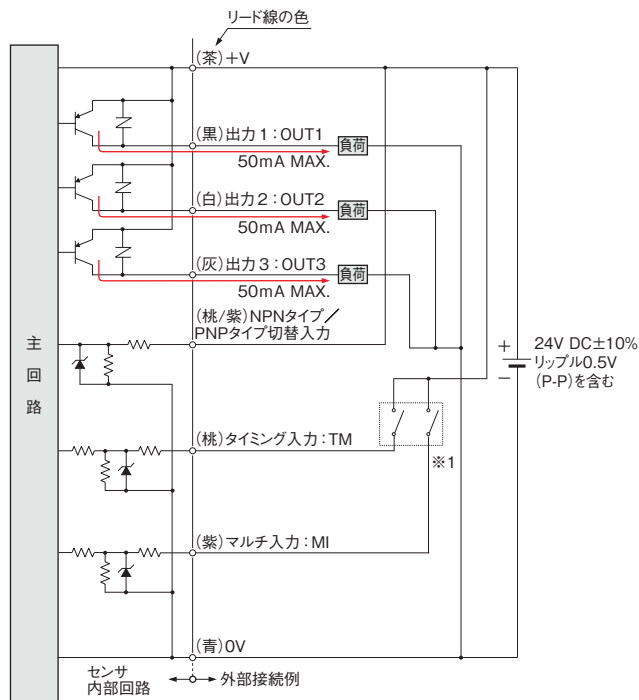 リード線の色
(茶)+V
(黒)出力1:OUT1
負荷
50mA MAX.
(白)出力2:OUT2
負荷
50mA MAX.
(灰)出力3:OUT3
負荷
50mA MAX.
(桃/紫)NPNタイプ/
PNPタイプ切替入力
主回路
+
−
24V DC±10%
リップル0.5V
(P-P)を含む
(桃)タイミング入力:TM
※1
(紫)マルチ入力:MI
(青)0V
センサ
内部回路
外部接続例